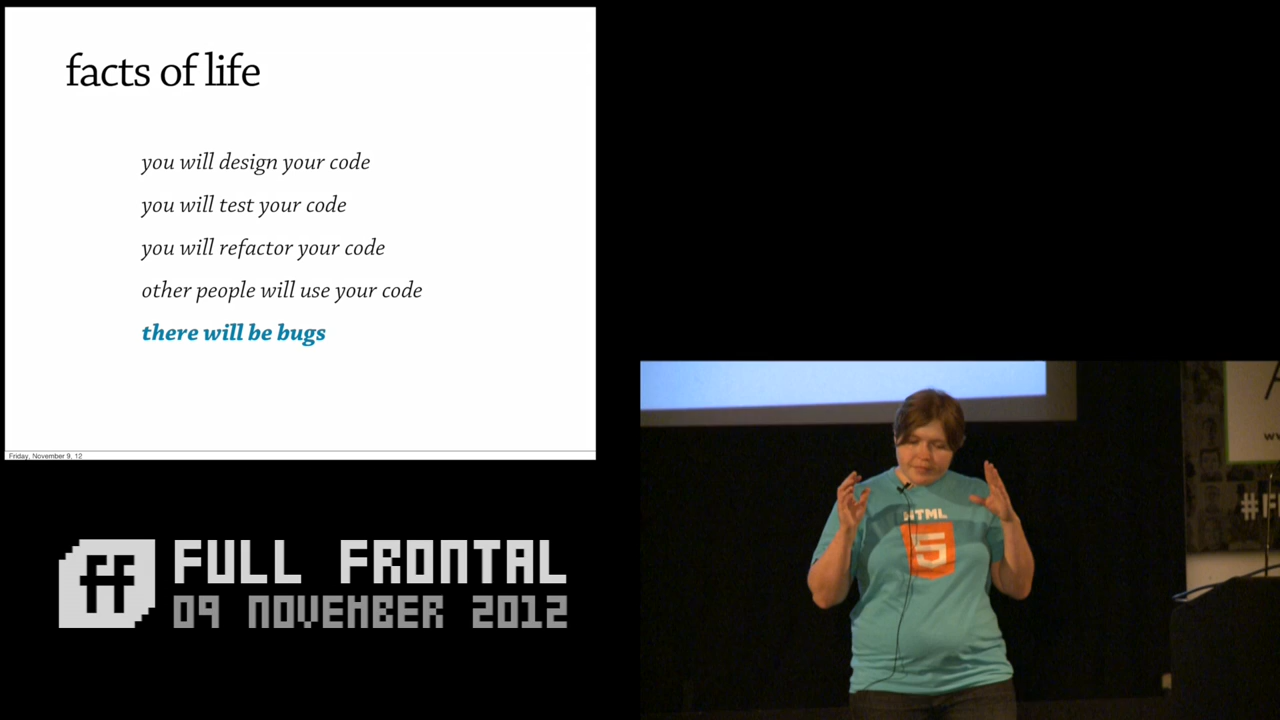 facts of life
you will design your code
you will test your code
you will refactor your code
other people will use your code
there will be bugs
Friday, November 9, 12
ff
FULL FRONTAL
09 NOVEMBER 2012
HTML
5